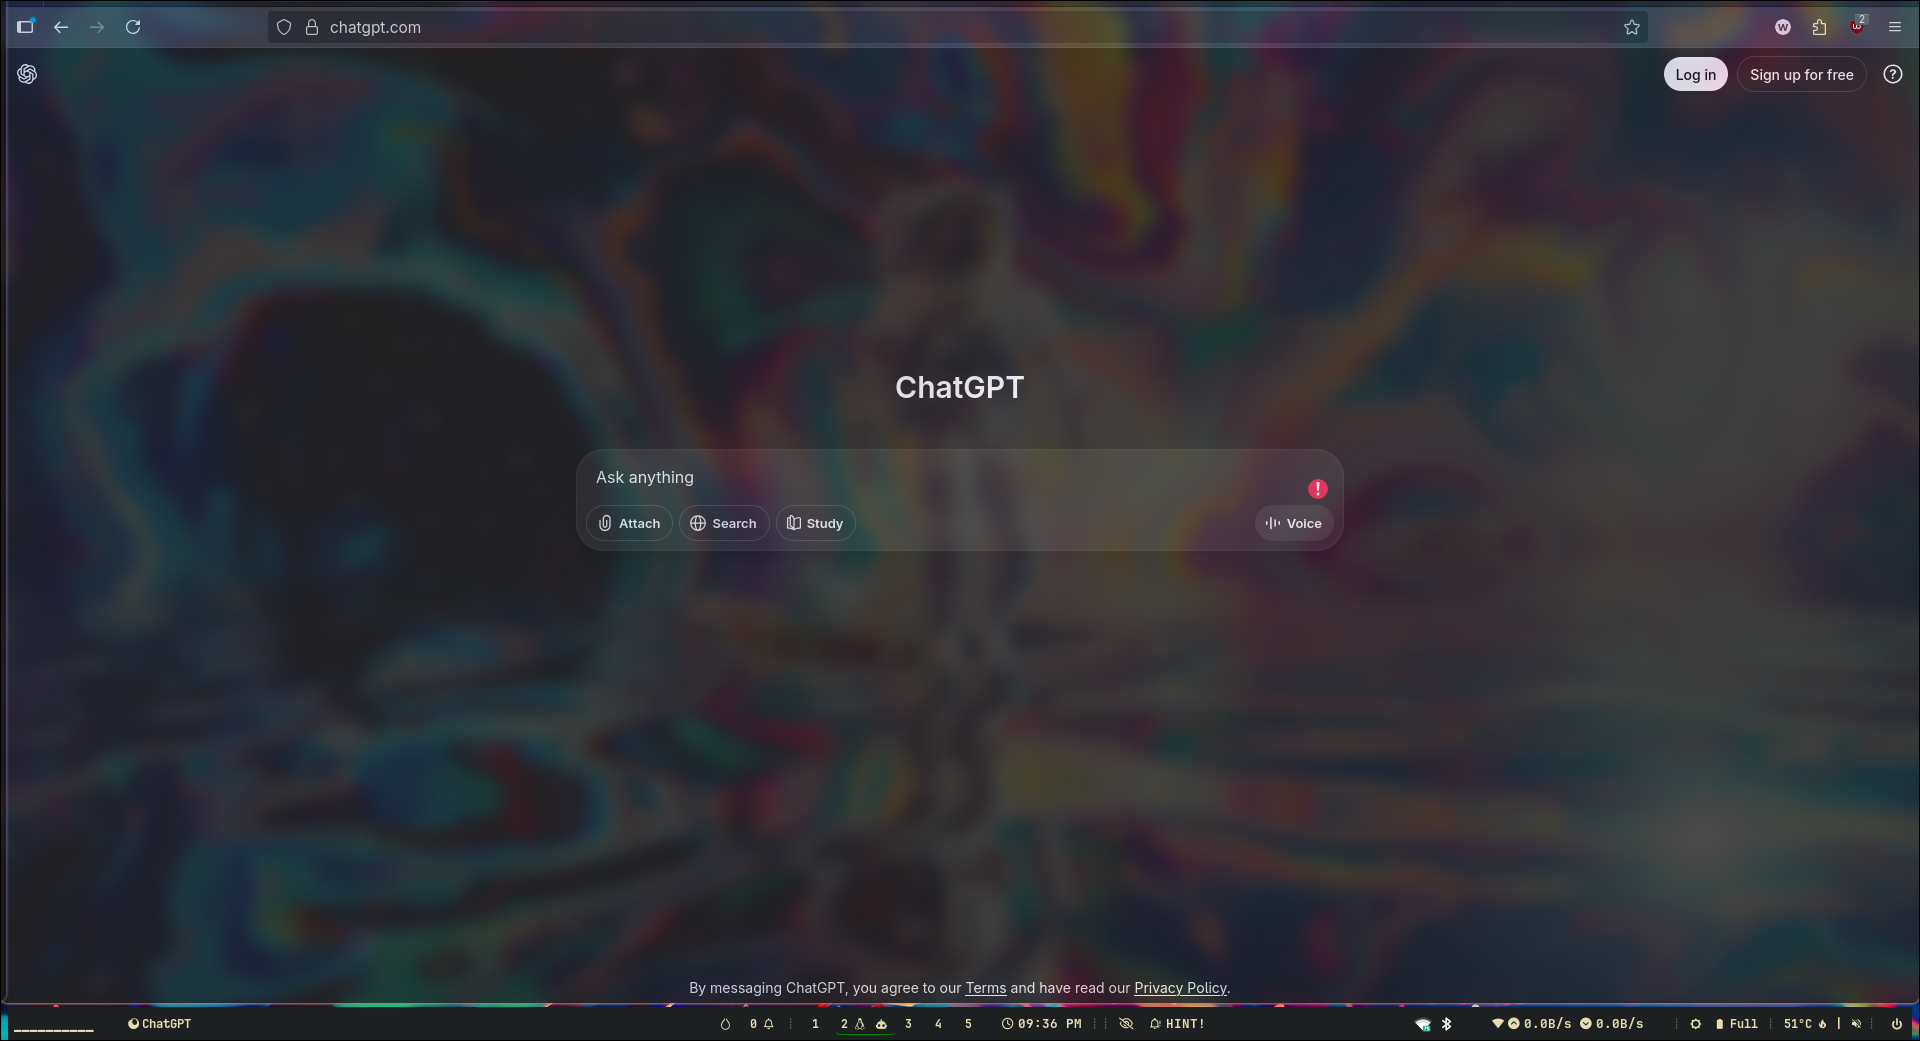 chatgpt.com
W
2
Log in
Sign up for free
?
ChatGPT
Ask anything
!
Attach
Search
Study
Voice
By messaging ChatGPT, you agree to our Terms and have read our Privacy Policy.
ChatGPT
0
1
2
3
4
5
09:36 PM
HINT!
0.0B/s
0.0B/s
Full
51°C